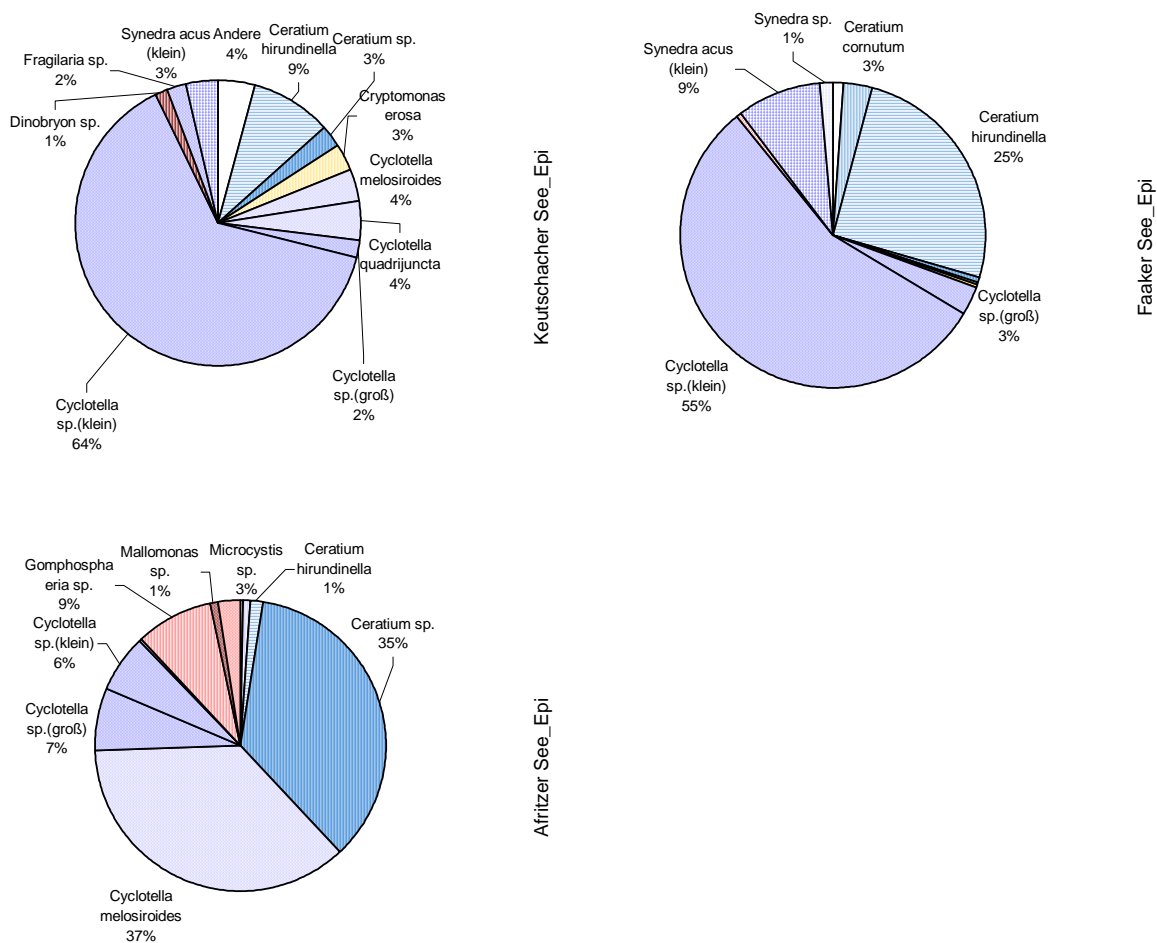 Synedra acus
(klein)
3%
Andere
4%
Ceratium
hirundinella
9%
Ceratium sp.
3%
Fragilaria sp.
2%
Cryptomonas
erosa
3%
Dinobryon sp.
1%
Cyclotella
melosiroides
4%
Cyclotella
quadrijuncta
4%
Cyclotella
sp.(groß)
2%
Cyclotella
sp.(klein)
64%
Keutschacher See_Epi
Synedra sp.
1%
Ceratium
cornutum
3%
Synedra acus
(klein)
9%
Ceratium
hirundinella
25%
Cyclotella
sp.(groß)
3%
Cyclotella
sp.(klein)
55%
Faaker See_Epi
Gomphospha
eria sp.
9%
Mallomonas
sp.
1%
Microcystis
sp.
3%
Ceratium
hirundinella
1%
Cyclotella
sp.(klein)
6%
Ceratium sp.
35%
Cyclotella
sp.(groß)
7%
Cyclotella
melosiroides
37%
Afritzer See_Epi